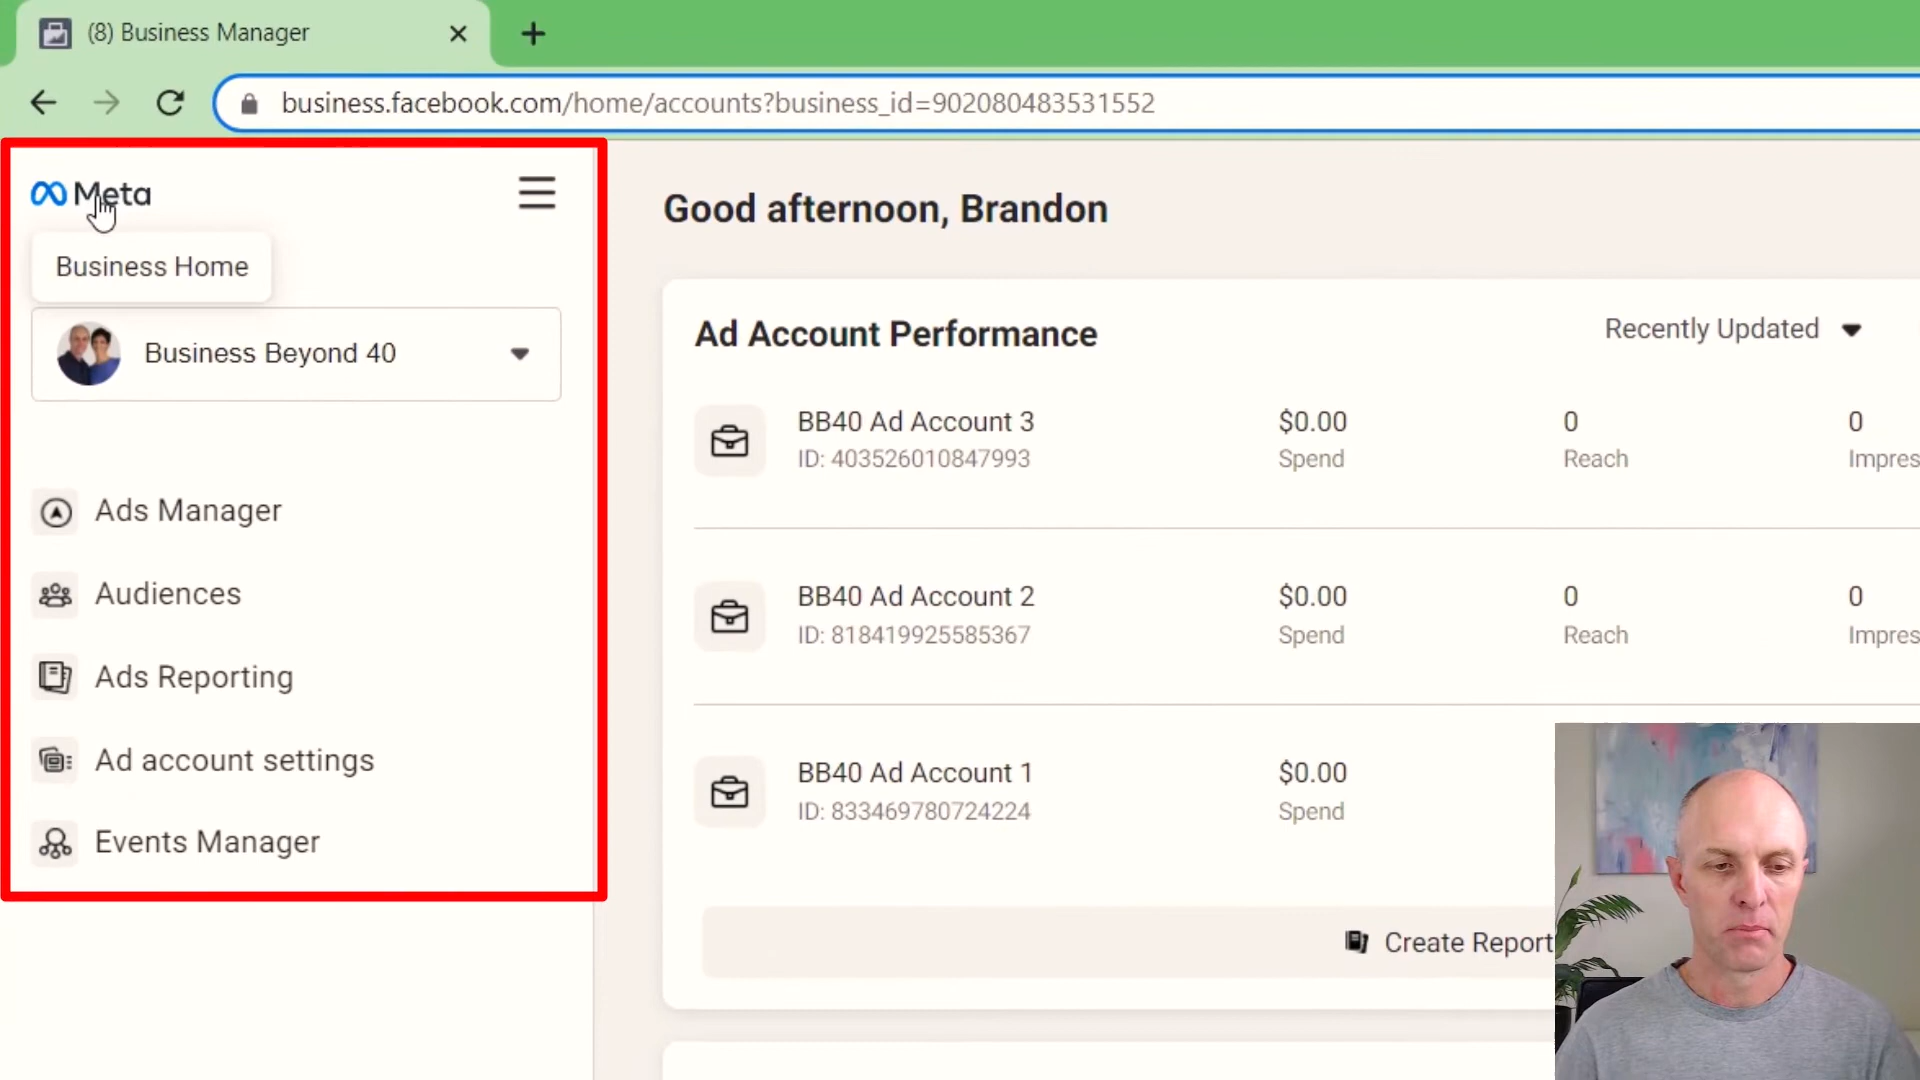 (8) Business Manager
business.facebook.com/home/accounts?business_id=902080483531552
Meta
Business Home
Business Beyond 40
Ads Manager
Audiences
Ads Reporting
Ad account settings
Events Manager
Good afternoon, Brandon
Ad Account Performance
Recently Updated
BB40 Ad Account 3
$0.00
0
0
ID: 403526010847993
Spend
Reach
Impres
BB40 Ad Account 2
$0.00
0
0
ID: 818419925585367
Spend
Reach
Impres
BB40 Ad Account 1
$0.00
ID: 833469780724224
Spend
Create Report